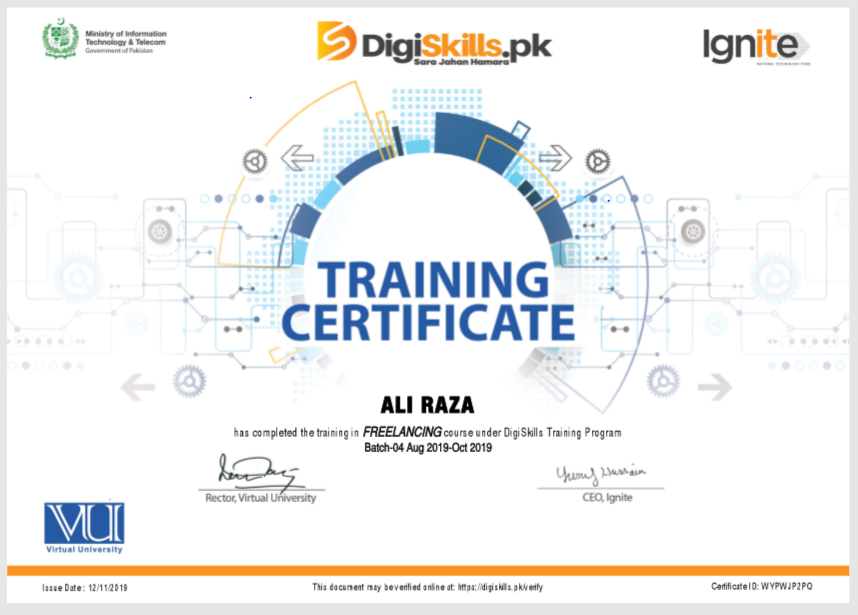 Ministry of Information
Technology & Telecom
Government of Pakistan
DigiSkills.pk
Sara Jahan Hamara
Ignite
NATIONAL TECHNOLOGY FUND
TRAINING
CERTIFICATE
ALI RAZA
has completed the training in FREELANCING course under DigiSkills Training Program
Batch-04 Aug 2019-Oct 2019
Yusuf Hussain
Rector, Virtual University
CEO, Ignite
VU
Virtual University
Issue Date: 12/11/2019
This document may be verified online at: https://digiskills.pk/verify
Certificate ID: WYPWJP2PQ